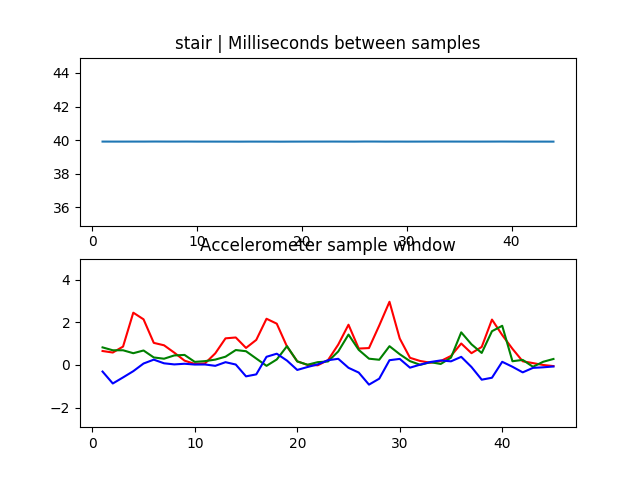 stair | Milliseconds between samples
44
42
40
38
36
0 10 20 30 40
Accelerometer sample window
4
2
0
−2
0 10 20 30 40